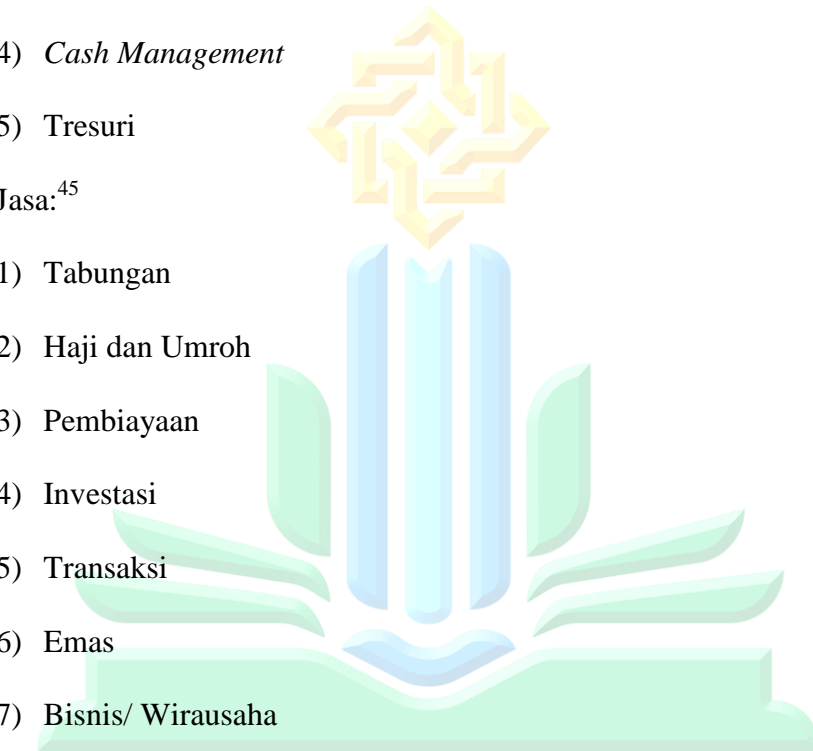 4) Cash Management
5) Tresuri
Jasa:45
1) Tabungan
2) Haji dan Umroh
3) Pembiayaan
4) Investasi
5) Transaksi
6) Emas
7) Bisnis/ Wirausaha